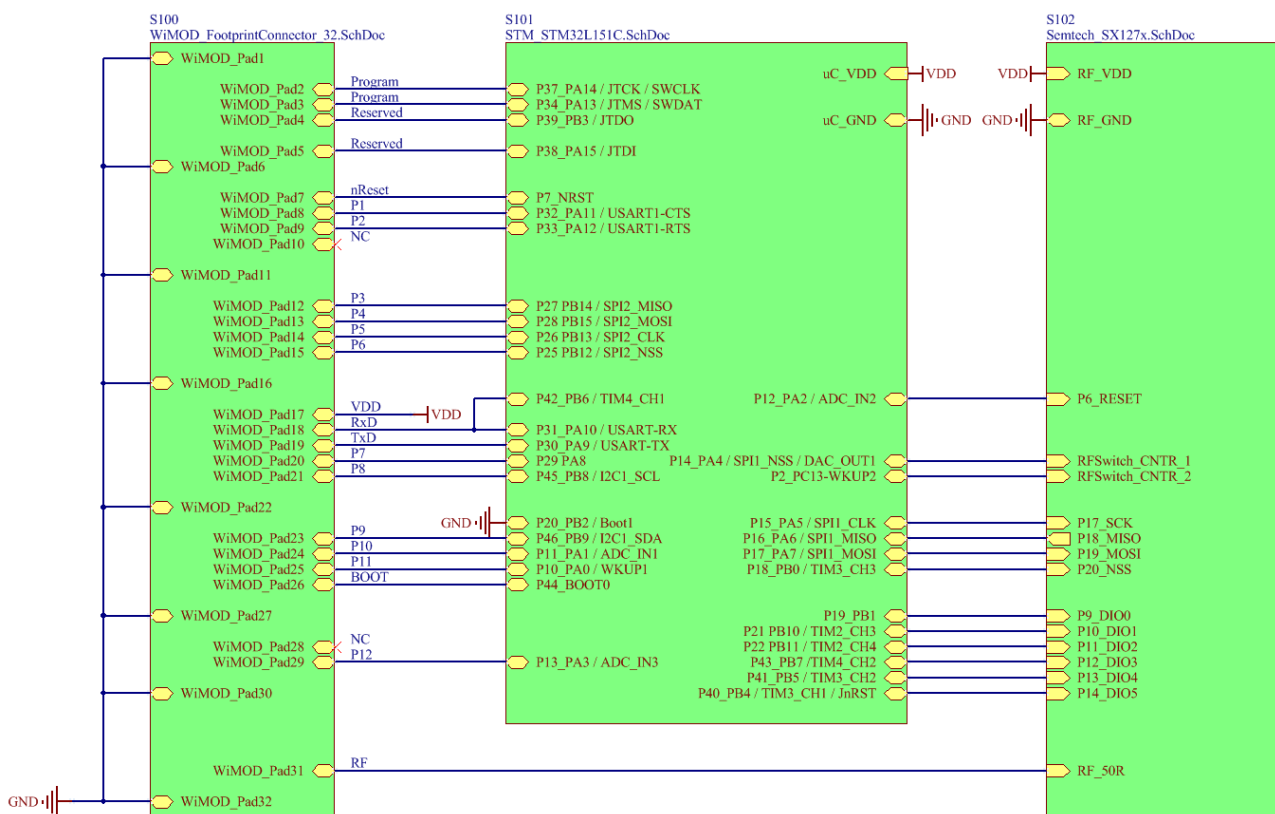 S100
WiMOD_FootprintConnector_32.SchDoc
S101
STM_STM32L151C.SchDoc
S102
Semtech_SX127x.SchDoc
WiMOD_Pad1
uC_VDD VDD VDD RF_VDD
WiMOD_Pad2 Program P37_PA14 / JTCK / SWCLK
WiMOD_Pad3 Program P34_PA13 / JTMS / SWDAT
WiMOD_Pad4 Reserved P39_PB3 / JTDO
uC_GND GND GND RF_GND
WiMOD_Pad5 Reserved P38_PA15 / JTDI
WiMOD_Pad6
WiMOD_Pad7 nReset P7_NRST
WiMOD_Pad8 P1 P32_PA11 / USART1-CTS
WiMOD_Pad9 P2 P33_PA12 / USART1-RTS
WiMOD_Pad10 NC
WiMOD_Pad11
WiMOD_Pad12 P3 P27 PB14 / SPI2_MISO
WiMOD_Pad13 P4 P28 PB15 / SPI2_MOSI
WiMOD_Pad14 P5 P26 PB13 / SPI2_CLK
WiMOD_Pad15 P6 P25 PB12 / SPI2_NSS
WiMOD_Pad16
P42_PB6 / TIM4_CH1 P12_PA2 / ADC_IN2 P6_RESET
WiMOD_Pad17 VDD VDD
WiMOD_Pad18 RxD P31_PA10 / USART-RX
WiMOD_Pad19 TxD P30_PA9 / USART-TX
WiMOD_Pad20 P7 P29 PA8 P14_PA4 / SPI1_NSS / DAC_OUT1 RFSwitch_CNTR_1
WiMOD_Pad21 P8 P45_PB8 / I2C1_SCL P2_PC13-WKUP2 RFSwitch_CNTR_2
WiMOD_Pad22
GND P20_PB2 / Boot1 P15_PA5 / SPI1_CLK P17_SCK
WiMOD_Pad23 P9 P46_PB9 / I2C1_SDA P16_PA6 / SPI1_MISO P18_MISO
WiMOD_Pad24 P10 P11_PA1 / ADC_IN1 P17_PA7 / SPI1_MOSI P19_MOSI
WiMOD_Pad25 P11 P10_PA0 / WKUP1 P18_PB0 / TIM3_CH3 P20_NSS
WiMOD_Pad26 BOOT P44_BOOT0
WiMOD_Pad27
P19_PB1 P9_DIO0
P21 PB10 / TIM2_CH3 P10_DIO1
WiMOD_Pad28 NC P22 PB11 / TIM2_CH4 P11_DIO2
WiMOD_Pad29 P12 P13_PA3 / ADC_IN3 P43_PB7 / TIM4_CH2 P12_DIO3
P41_PB5 / TIM3_CH2 P13_DIO4
WiMOD_Pad30 P40_PB4 / TIM3_CH1 / JnRST P14_DIO5
WiMOD_Pad31 RF RF_50R
GND WiMOD_Pad32